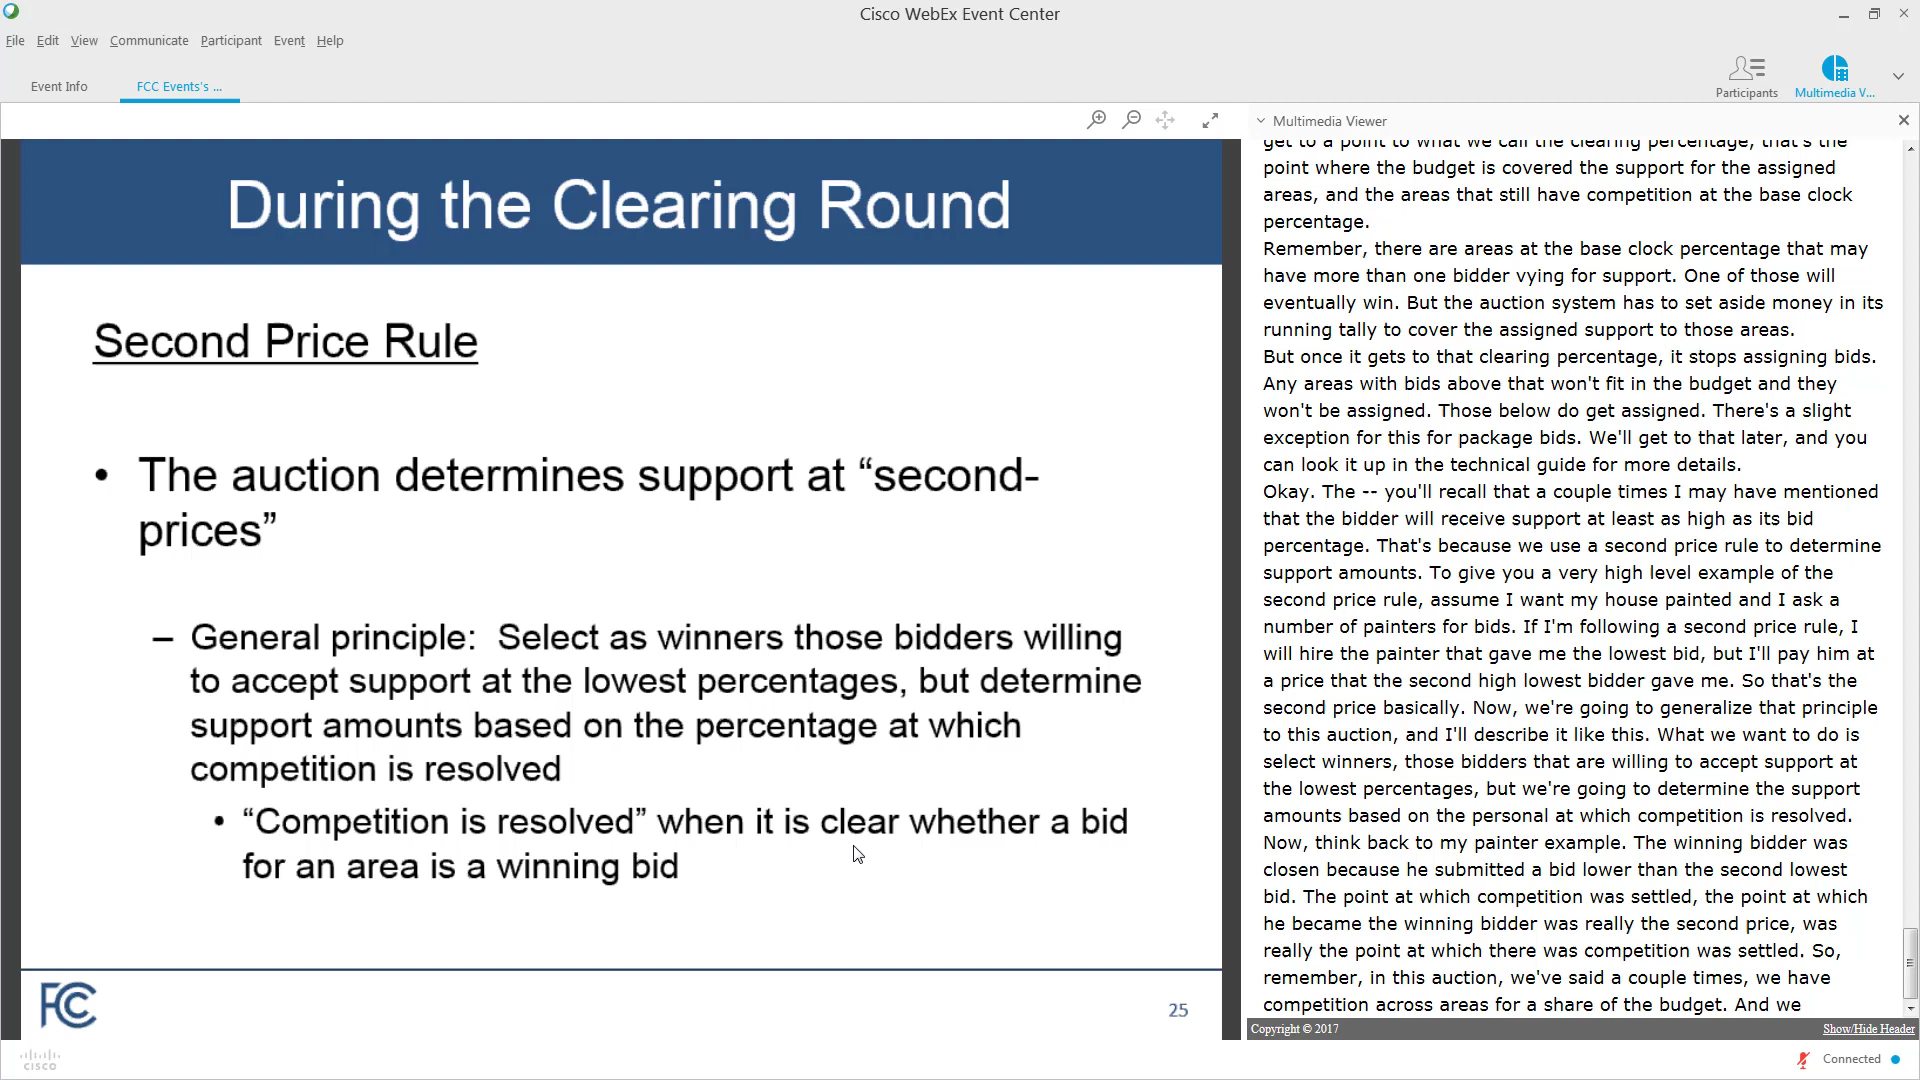 Cisco WebEx Event Center
File Edit View Communicate Participant Event Help
Event Info
FCC Events's ...
Participants
Multimedia V...
During the Clearing Round
Second Price Rule
• The auction determines support at “second-
prices”
– General principle: Select as winners those bidders willing
to accept support at the lowest percentages, but determine
support amounts based on the percentage at which
competition is resolved
• “Competition is resolved” when it is clear whether a bid
for an area is a winning bid
FCC
25
cisco
Multimedia Viewer
get to a point to what we call the clearing percentage, that's the
point where the budget is covered the support for the assigned
areas, and the areas that still have competition at the base clock
percentage.
Remember, there are areas at the base clock percentage that may
have more than one bidder vying for support. One of those will
eventually win. But the auction system has to set aside money in its
running tally to cover the assigned support to those areas.
But once it gets to that clearing percentage, it stops assigning bids.
Any areas with bids above that won't fit in the budget and they
won't be assigned. Those below do get assigned. There's a slight
exception for this for package bids. We'll get to that later, and you
can look it up in the technical guide for more details.
Okay. The -- you'll recall that a couple times I may have mentioned
that the bidder will receive support at least as high as its bid
percentage. That's because we use a second price rule to determine
support amounts. To give you a very high level example of the
second price rule, assume I want my house painted and I ask a
number of painters for bids. If I'm following a second price rule, I
will hire the painter that gave me the lowest bid, but I'll pay him at
a price that the second high lowest bidder gave me. So that's the
second price basically. Now, we're going to generalize that principle
to this auction, and I'll describe it like this. What we want to do is
select winners, those bidders that are willing to accept support at
the lowest percentages, but we're going to determine the support
amounts based on the personal at which competition is resolved.
Now, think back to my painter example. The winning bidder was
closen because he submitted a bid lower than the second lowest
bid. The point at which competition was settled, the point at which
he became the winning bidder was really the second price, was
really the point at which there was competition was settled. So,
remember, in this auction, we've said a couple times, we have
competition across areas for a share of the budget. And we
Copyright © 2017
Show/Hide Header
Connected